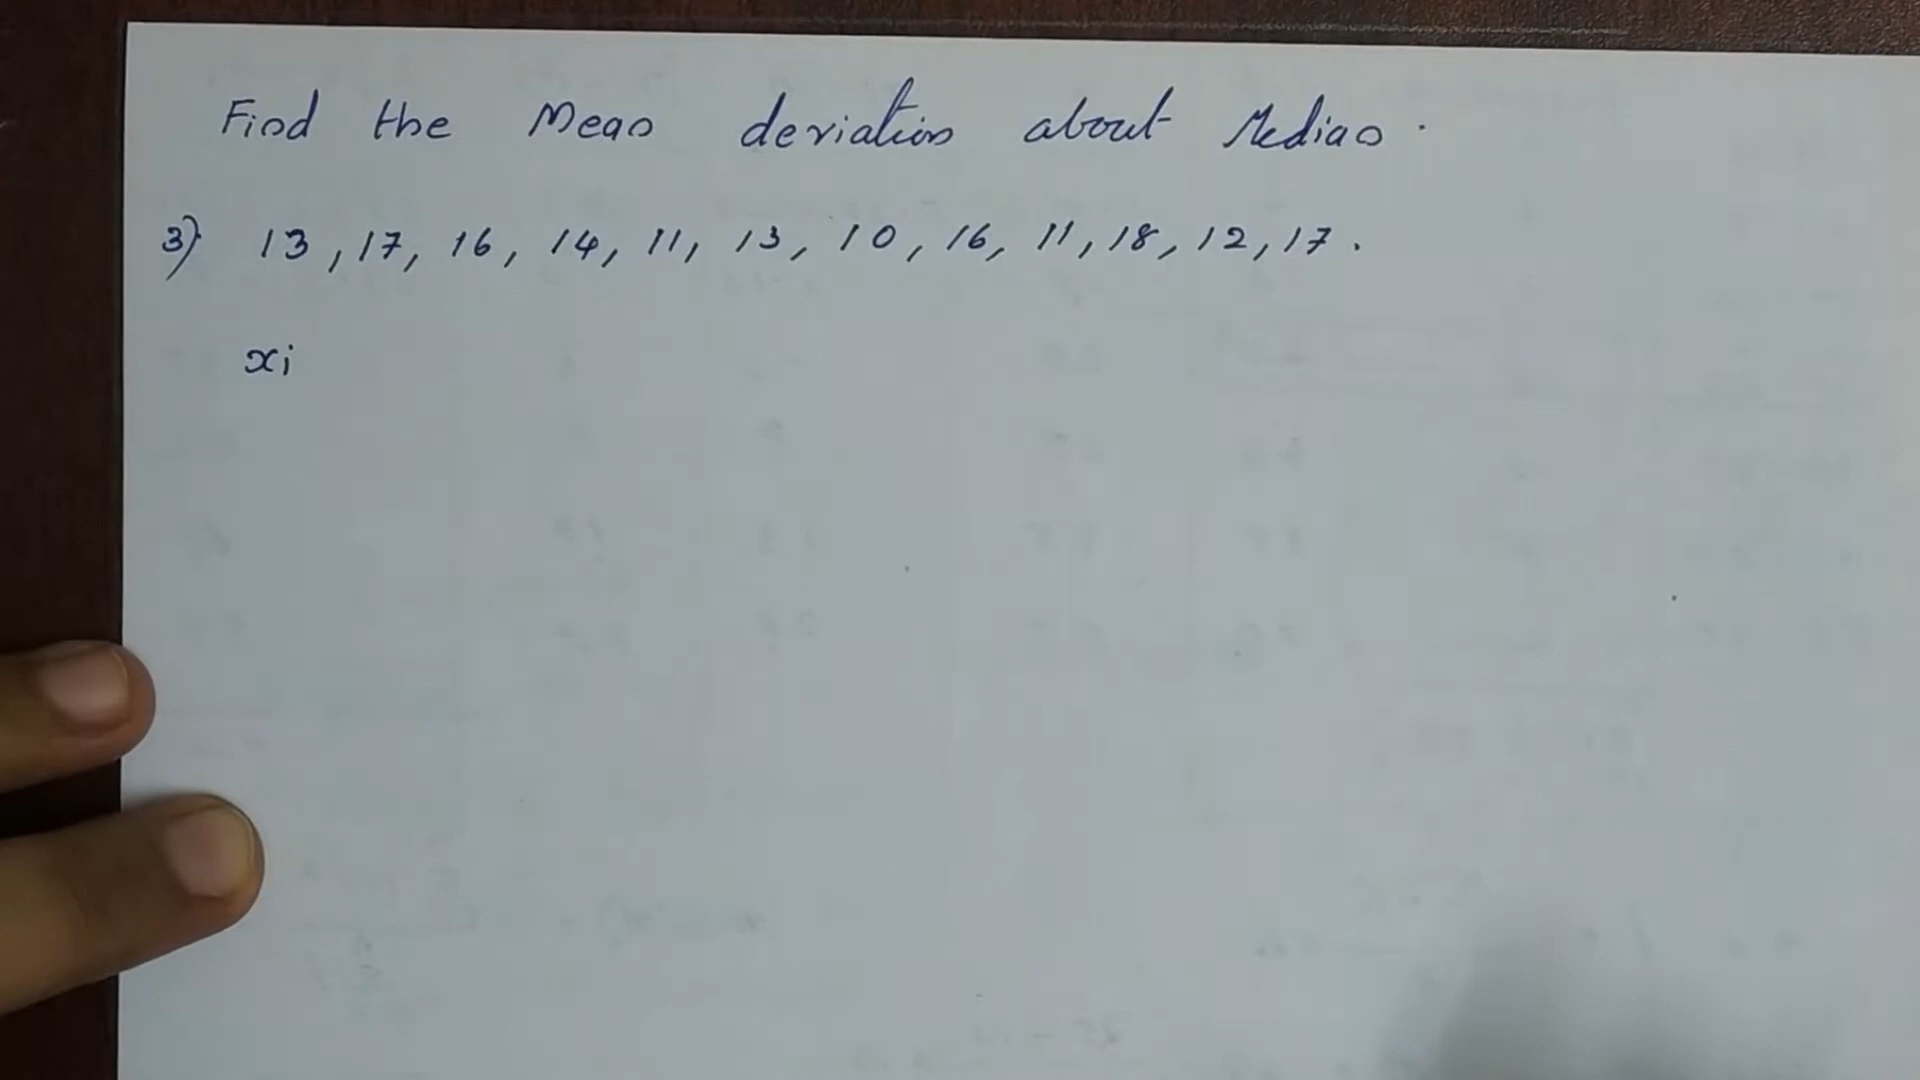 Find the Mean deviation about Median.
3) 13, 17, 16, 14, 11, 13, 10, 16, 11, 18, 12, 17.
xi